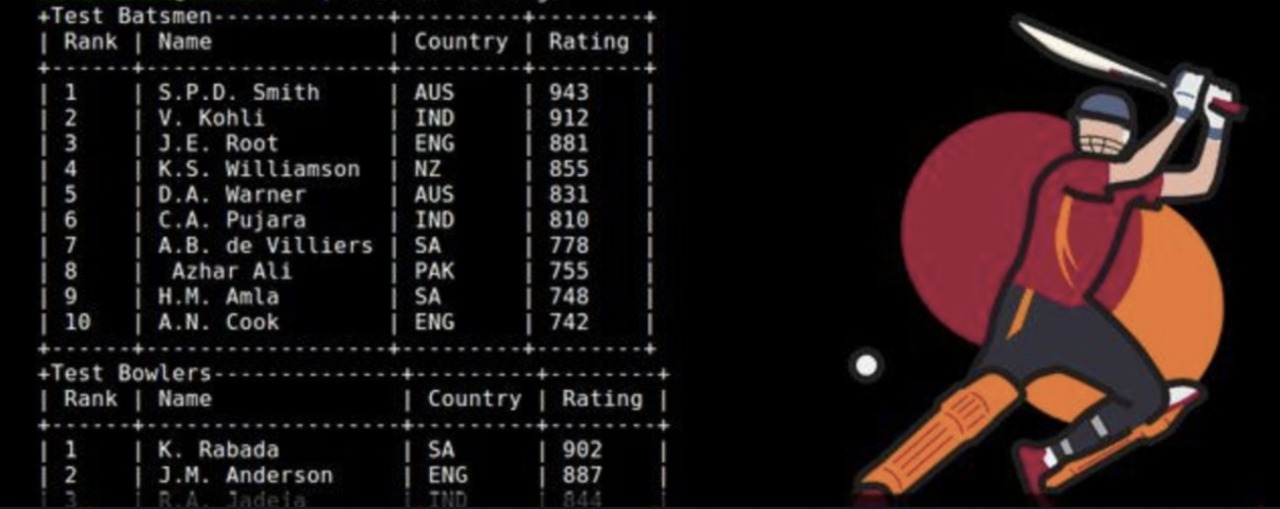 +Test Batsmen-------------+---------+--------+
| Rank | Name | Country | Rating |
+------+------------------+---------+--------+
| 1 | S.P.D. Smith | AUS | 943 |
| 2 | V. Kohli | IND | 912 |
| 3 | J.E. Root | ENG | 881 |
| 4 | K.S. Williamson | NZ | 855 |
| 5 | D.A. Warner | AUS | 831 |
| 6 | C.A. Pujara | IND | 810 |
| 7 | A.B. de Villiers | SA | 778 |
| 8 | Azhar Ali | PAK | 755 |
| 9 | H.M. Amla | SA | 748 |
| 10 | A.N. Cook | ENG | 742 |
+------+------------------+---------+--------+
+Test Bowlers--------------+---------+--------+
| Rank | Name | Country | Rating |
+------+-------------------+---------+--------+
| 1 | K. Rabada | SA | 902 |
| 2 | J.M. Anderson | ENG | 887 |
| 3 | R.A. Jadeja | IND | 844 |